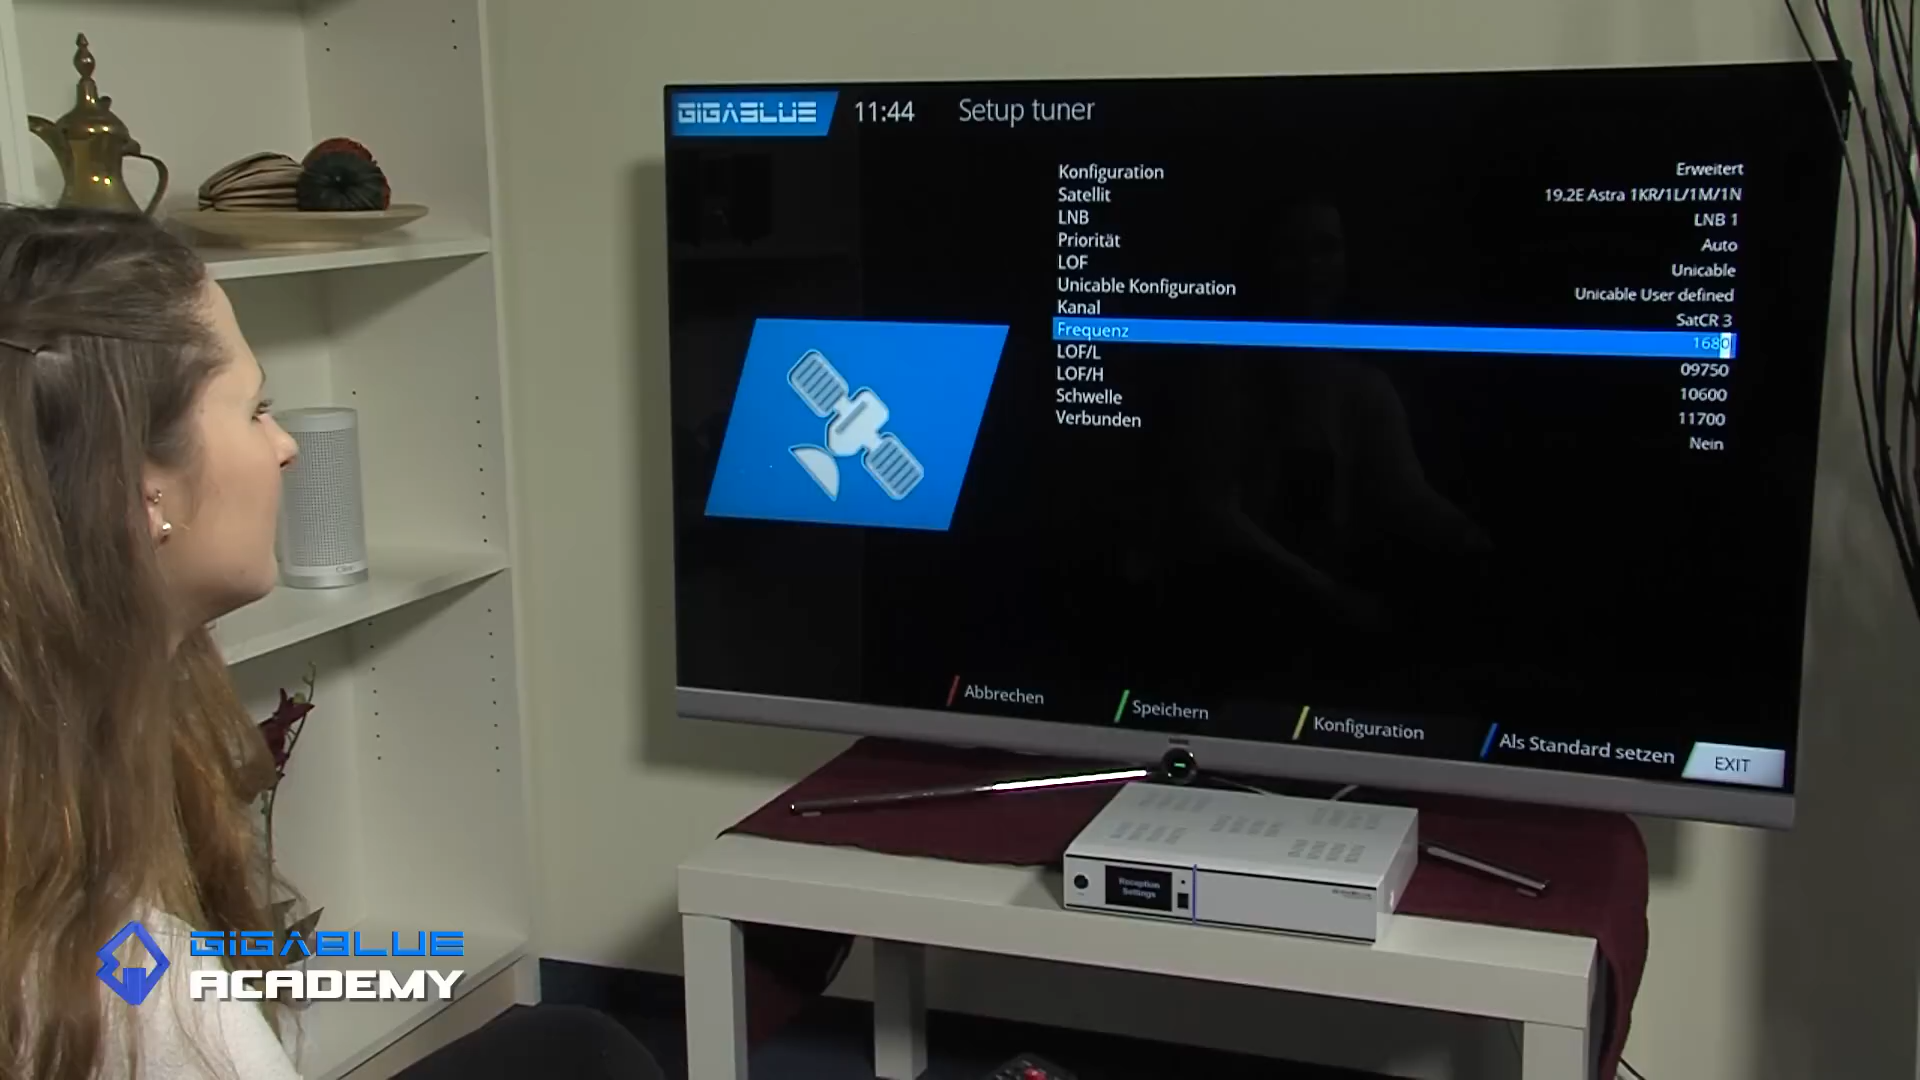 GIGABLUE 11:44 Setup tuner
Konfiguration Erweitert
Satellit 19.2E Astra 1KR/1L/1M/1N
LNB LNB 1
Priorität Auto
LOF Unicable
Unicable Konfiguration Unicable User defined
Kanal SatCR 3
Frequenz 1680
LOF/L 09750
LOF/H 10600
Schwelle 11700
Verbunden Nein
Abbrechen Speichern Konfiguration Als Standard setzen EXIT
Reception
Settings
GIGABLUE
ACADEMY